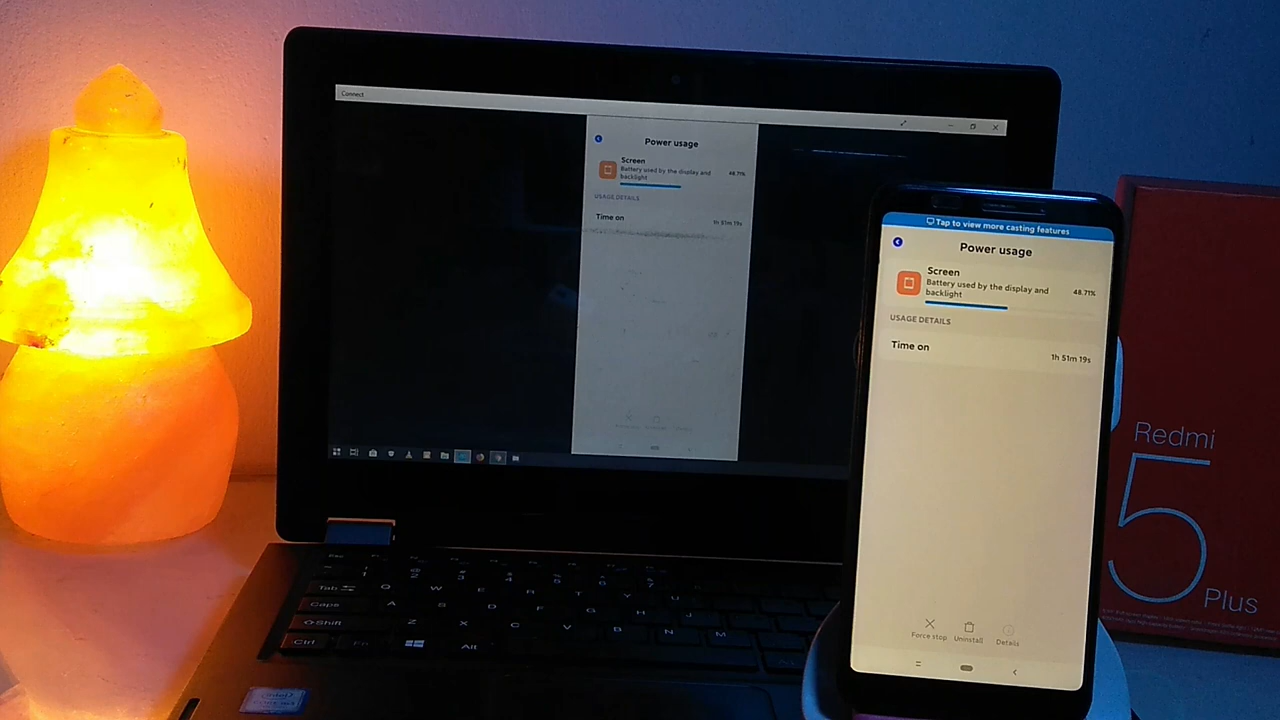 Connect
Power usage
Screen
Battery used by the display and
backlight
48.71%
USAGE DETAILS
Time on
1h 51m 19s
Tap to view more casting features
Power usage
Screen
Battery used by the display and
backlight
48.71%
USAGE DETAILS
Time on
1h 51m 19s
Force stop
Uninstall
Details
Redmi
5
Plus
Tab
Q W E R T Y U
Caps
A S D F G H J
Shift
Z X C V B N M
Ctrl
Fn
Alt